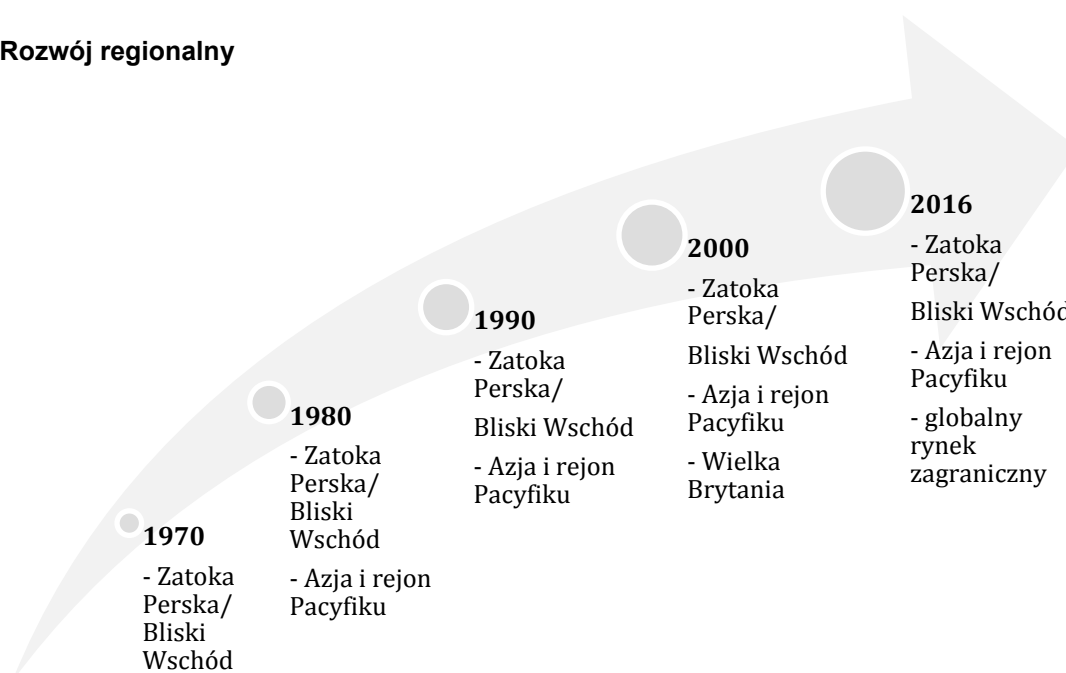 Rozwój regionalny
1970
- Zatoka
Perska/
Bliski
Wschód
1980
- Zatoka
Perska/
Bliski
Wschód
- Azja i rejon
Pacyfiku
1990
- Zatoka
Perska/
Bliski Wschód
- Azja i rejon
Pacyfiku
2000
- Zatoka
Perska/
Bliski Wschód
- Azja i rejon
Pacyfiku
- Wielka
Brytania
2016
- Zatoka
Perska/
Bliski Wschód
- Azja i rejon
Pacyfiku
- globalny
rynek
zagraniczny